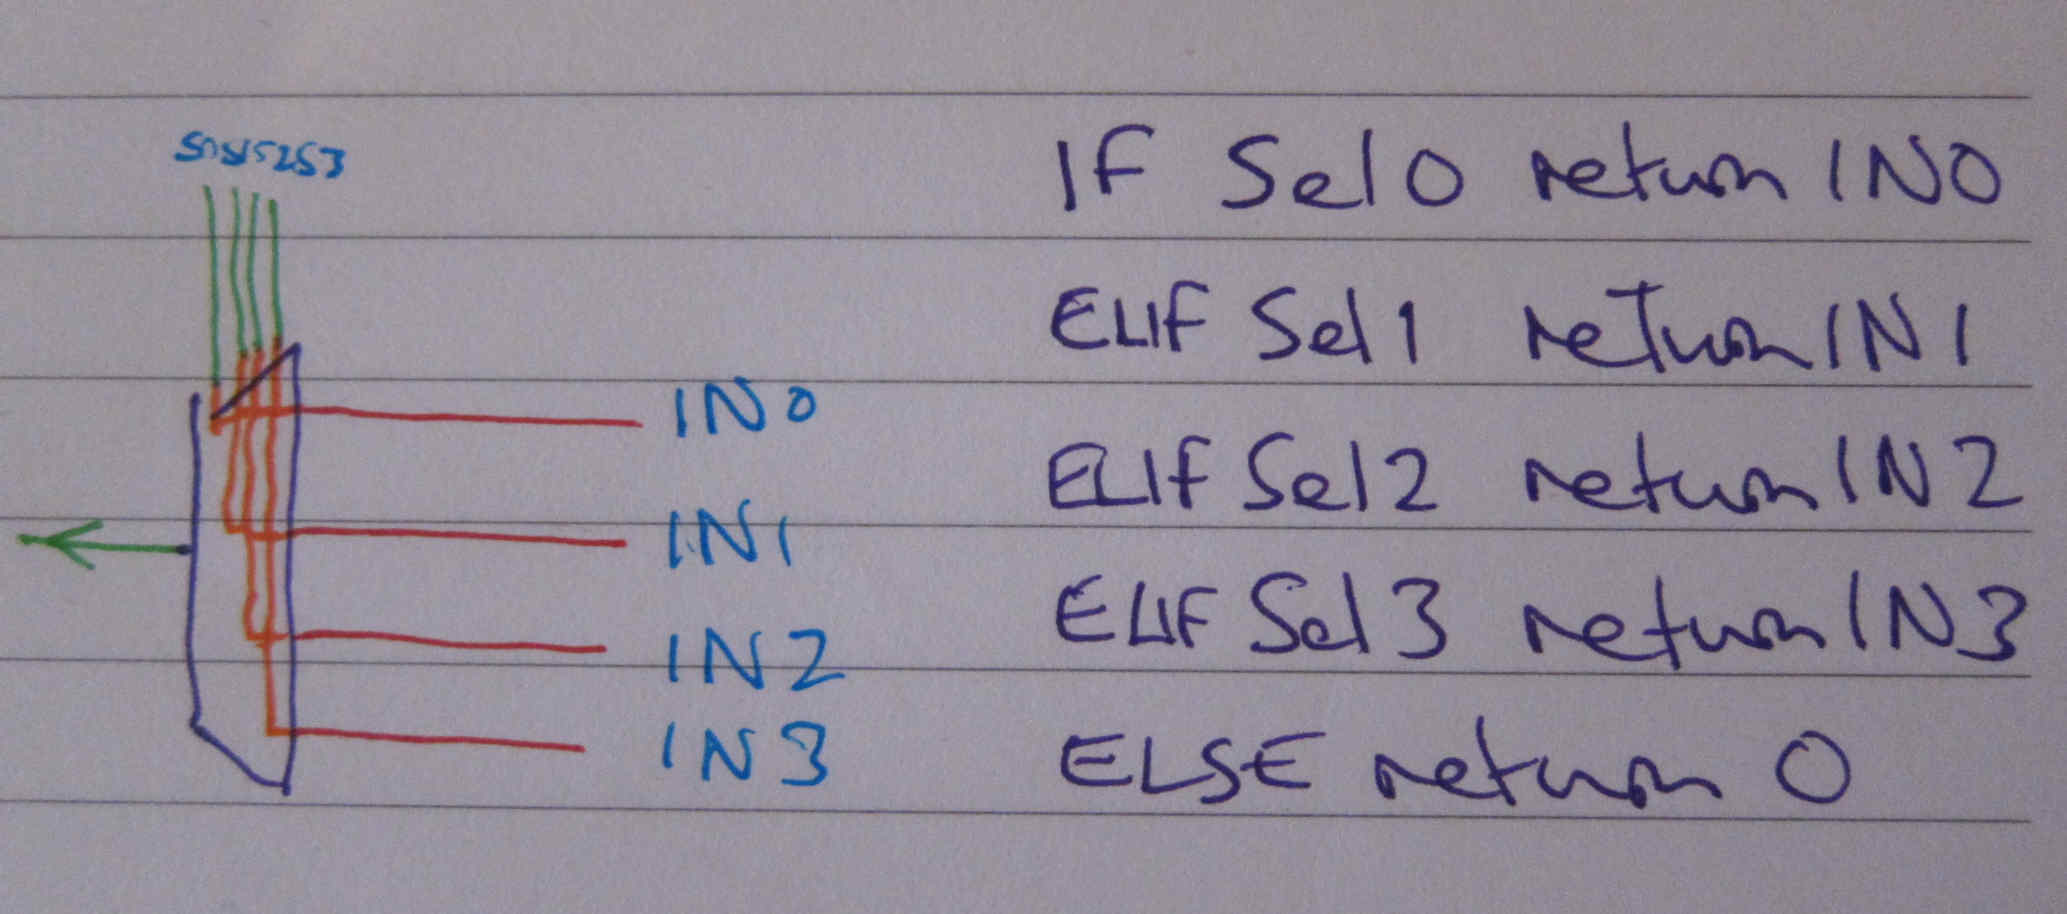 S0S1S2S3
IN0
IN1
IN2
IN3
IF Sel0 return IN0
ELIF Sel1 return IN1
ELIF Sel2 return IN2
ELIF Sel3 return IN3
ELSE return 0